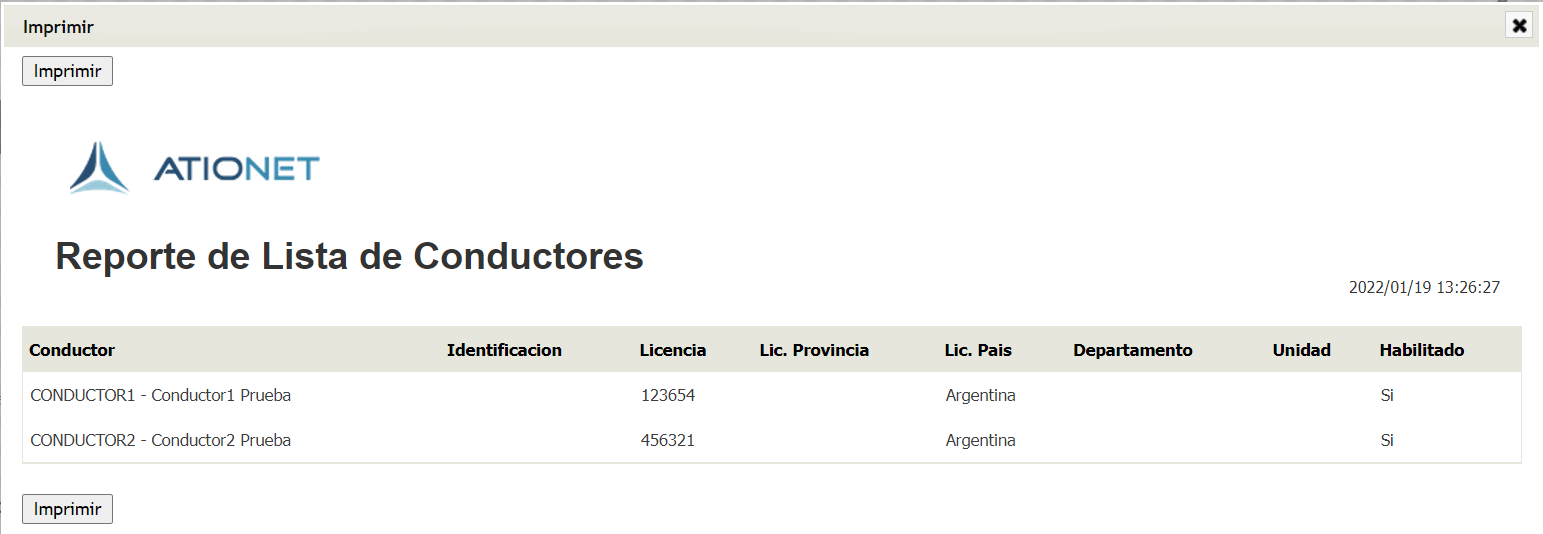 Imprimir
Imprimir
ATIONET
Reporte de Lista de Conductores
2022/01/19 13:26:27
Conductor Identificacion Licencia Lic. Provincia Lic. Pais Departamento Unidad Habilitado
CONDUCTOR1 - Conductor1 Prueba 123654 Argentina Si
CONDUCTOR2 - Conductor2 Prueba 456321 Argentina Si
Imprimir